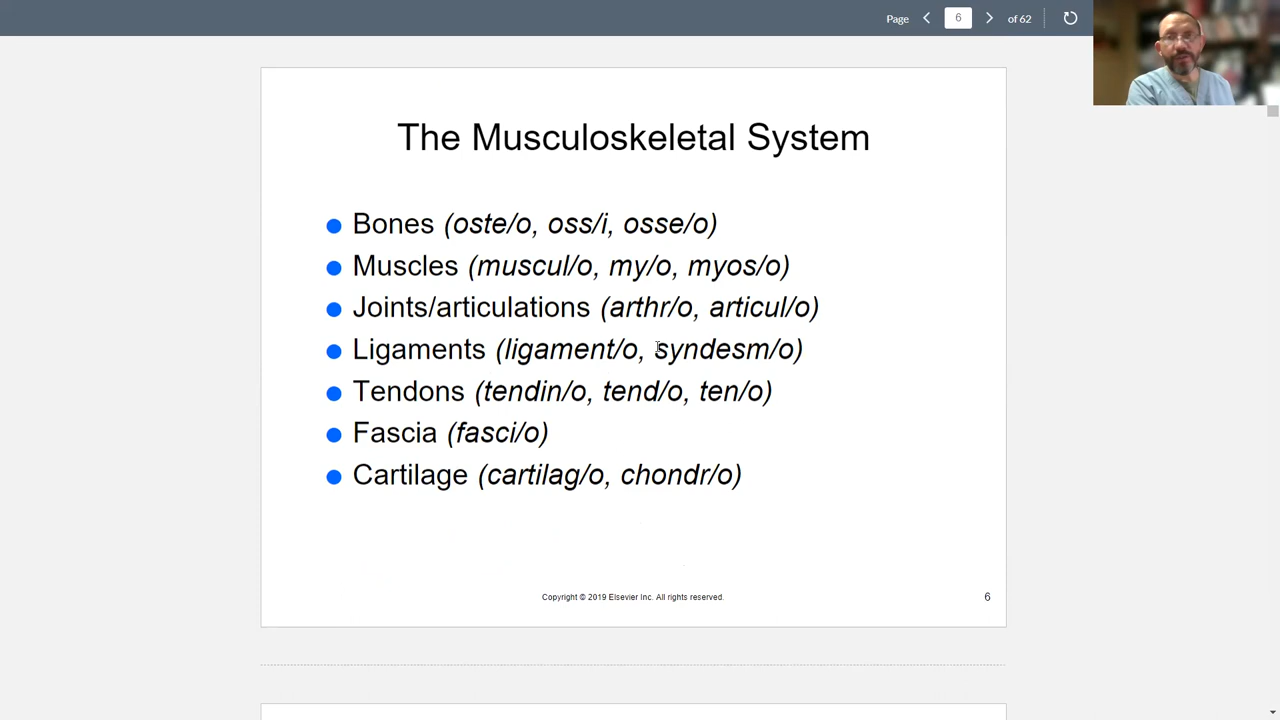 Page 6 of 62
The Musculoskeletal System
Bones (oste/o, oss/i, osse/o)
Muscles (muscul/o, my/o, myos/o)
Joints/articulations (arthr/o, articul/o)
Ligaments (ligament/o, syndesm/o)
Tendons (tendin/o, tend/o, ten/o)
Fascia (fasci/o)
Cartilage (cartilag/o, chondr/o)
Copyright © 2019 Elsevier Inc. All rights reserved.
6